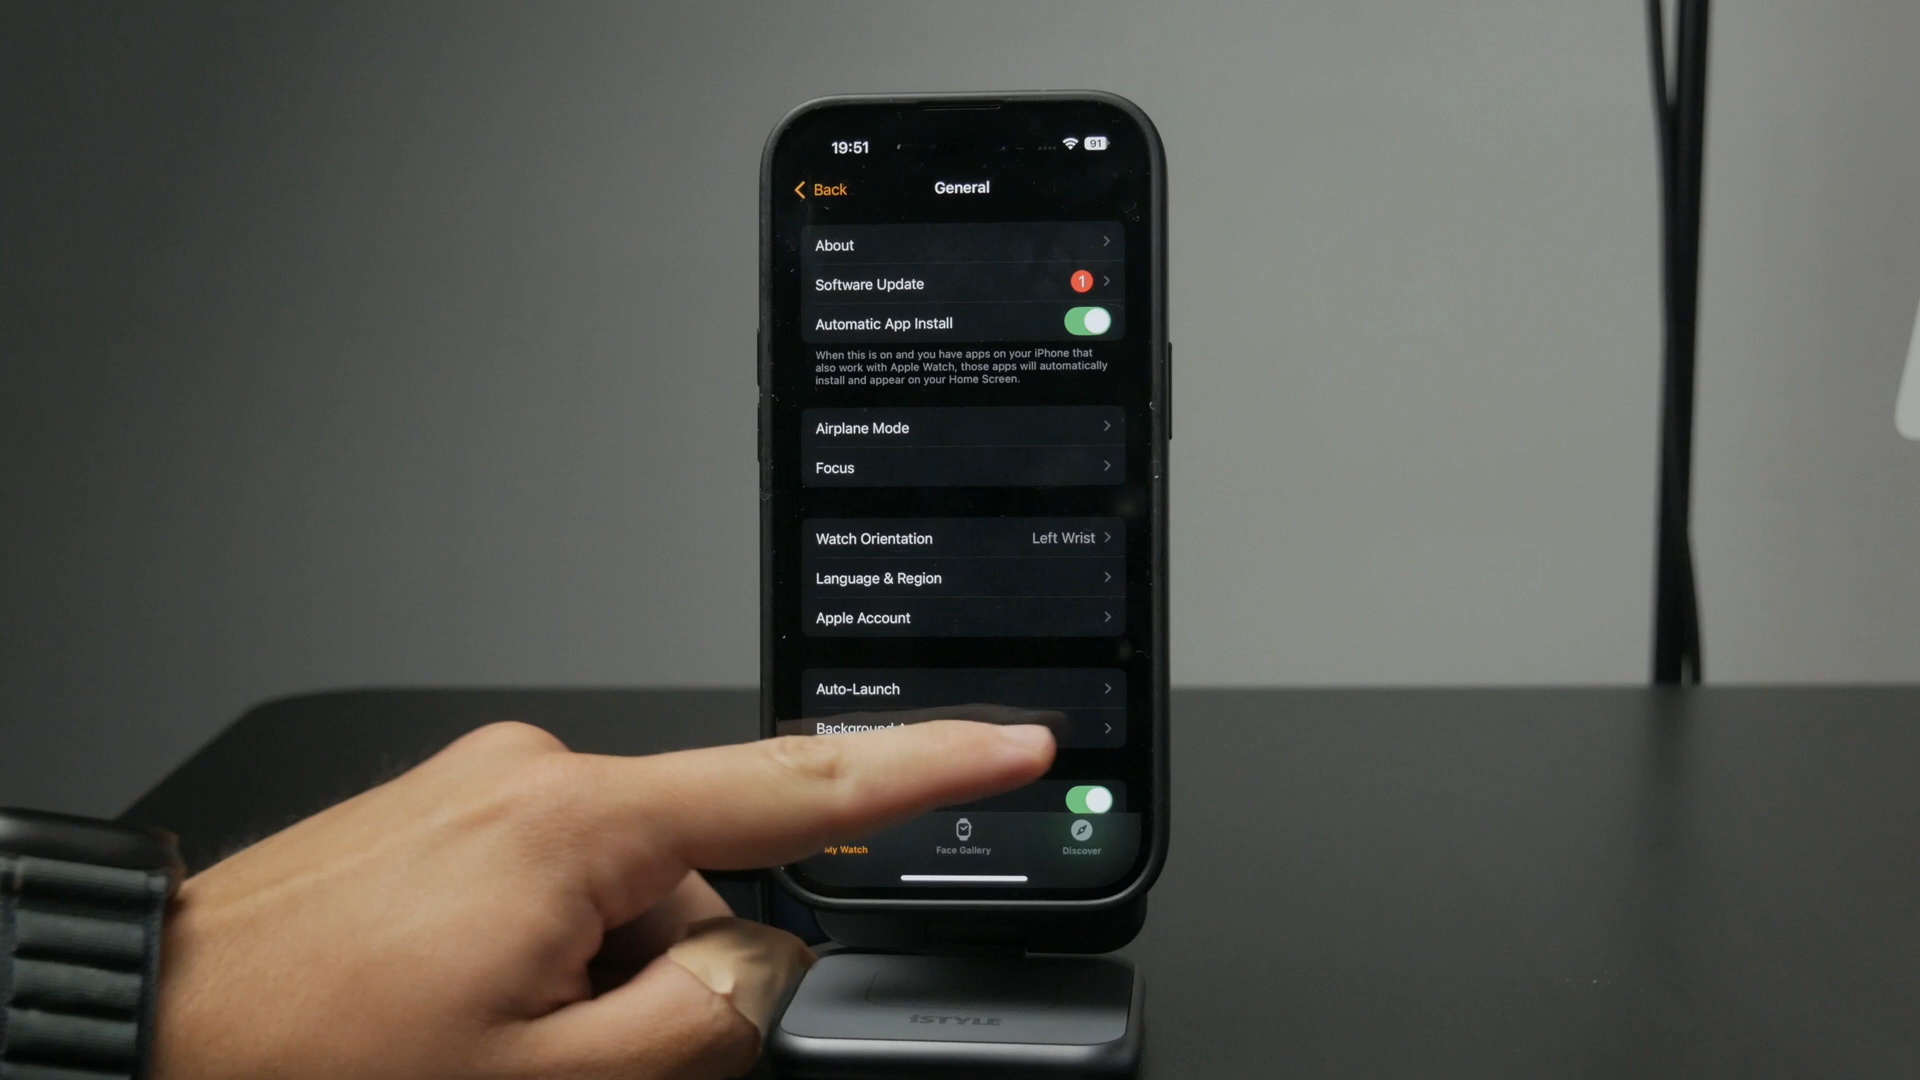 19:51
91
Back
General
About
Software Update
1
Automatic App Install
When this is on and you have apps on your iPhone that
also work with Apple Watch, those apps will automatically
install and appear on your Home Screen.
Airplane Mode
Focus
Watch Orientation
Left Wrist
Language & Region
Apple Account
Auto-Launch
Background
My Watch
Face Gallery
Discover
iSTYLE